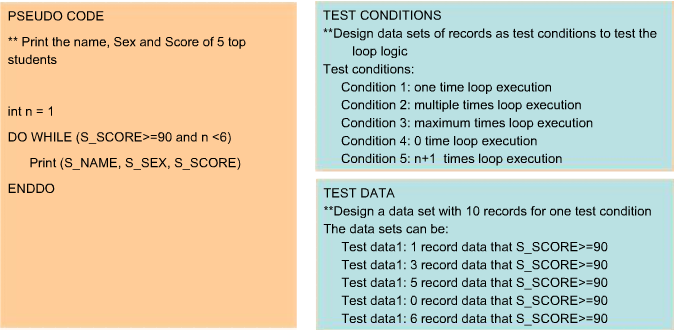 PSEUDO CODE
** Print the name, Sex and Score of 5 top
students
int n = 1
DO WHILE (S_SCORE>=90 and n <6)
Print (S_NAME, S_SEX, S_SCORE)
ENDDO
TEST CONDITIONS
**Design data sets of records as test conditions to test the
loop logic
Test conditions:
Condition 1: one time loop execution
Condition 2: multiple times loop execution
Condition 3: maximum times loop execution
Condition 4: 0 time loop execution
Condition 5: n+1 times loop execution
TEST DATA
**Design a data set with 10 records for one test condition
The data sets can be:
Test data1: 1 record data that S_SCORE>=90
Test data1: 3 record data that S_SCORE>=90
Test data1: 5 record data that S_SCORE>=90
Test data1: 0 record data that S_SCORE>=90
Test data1: 6 record data that S_SCORE>=90